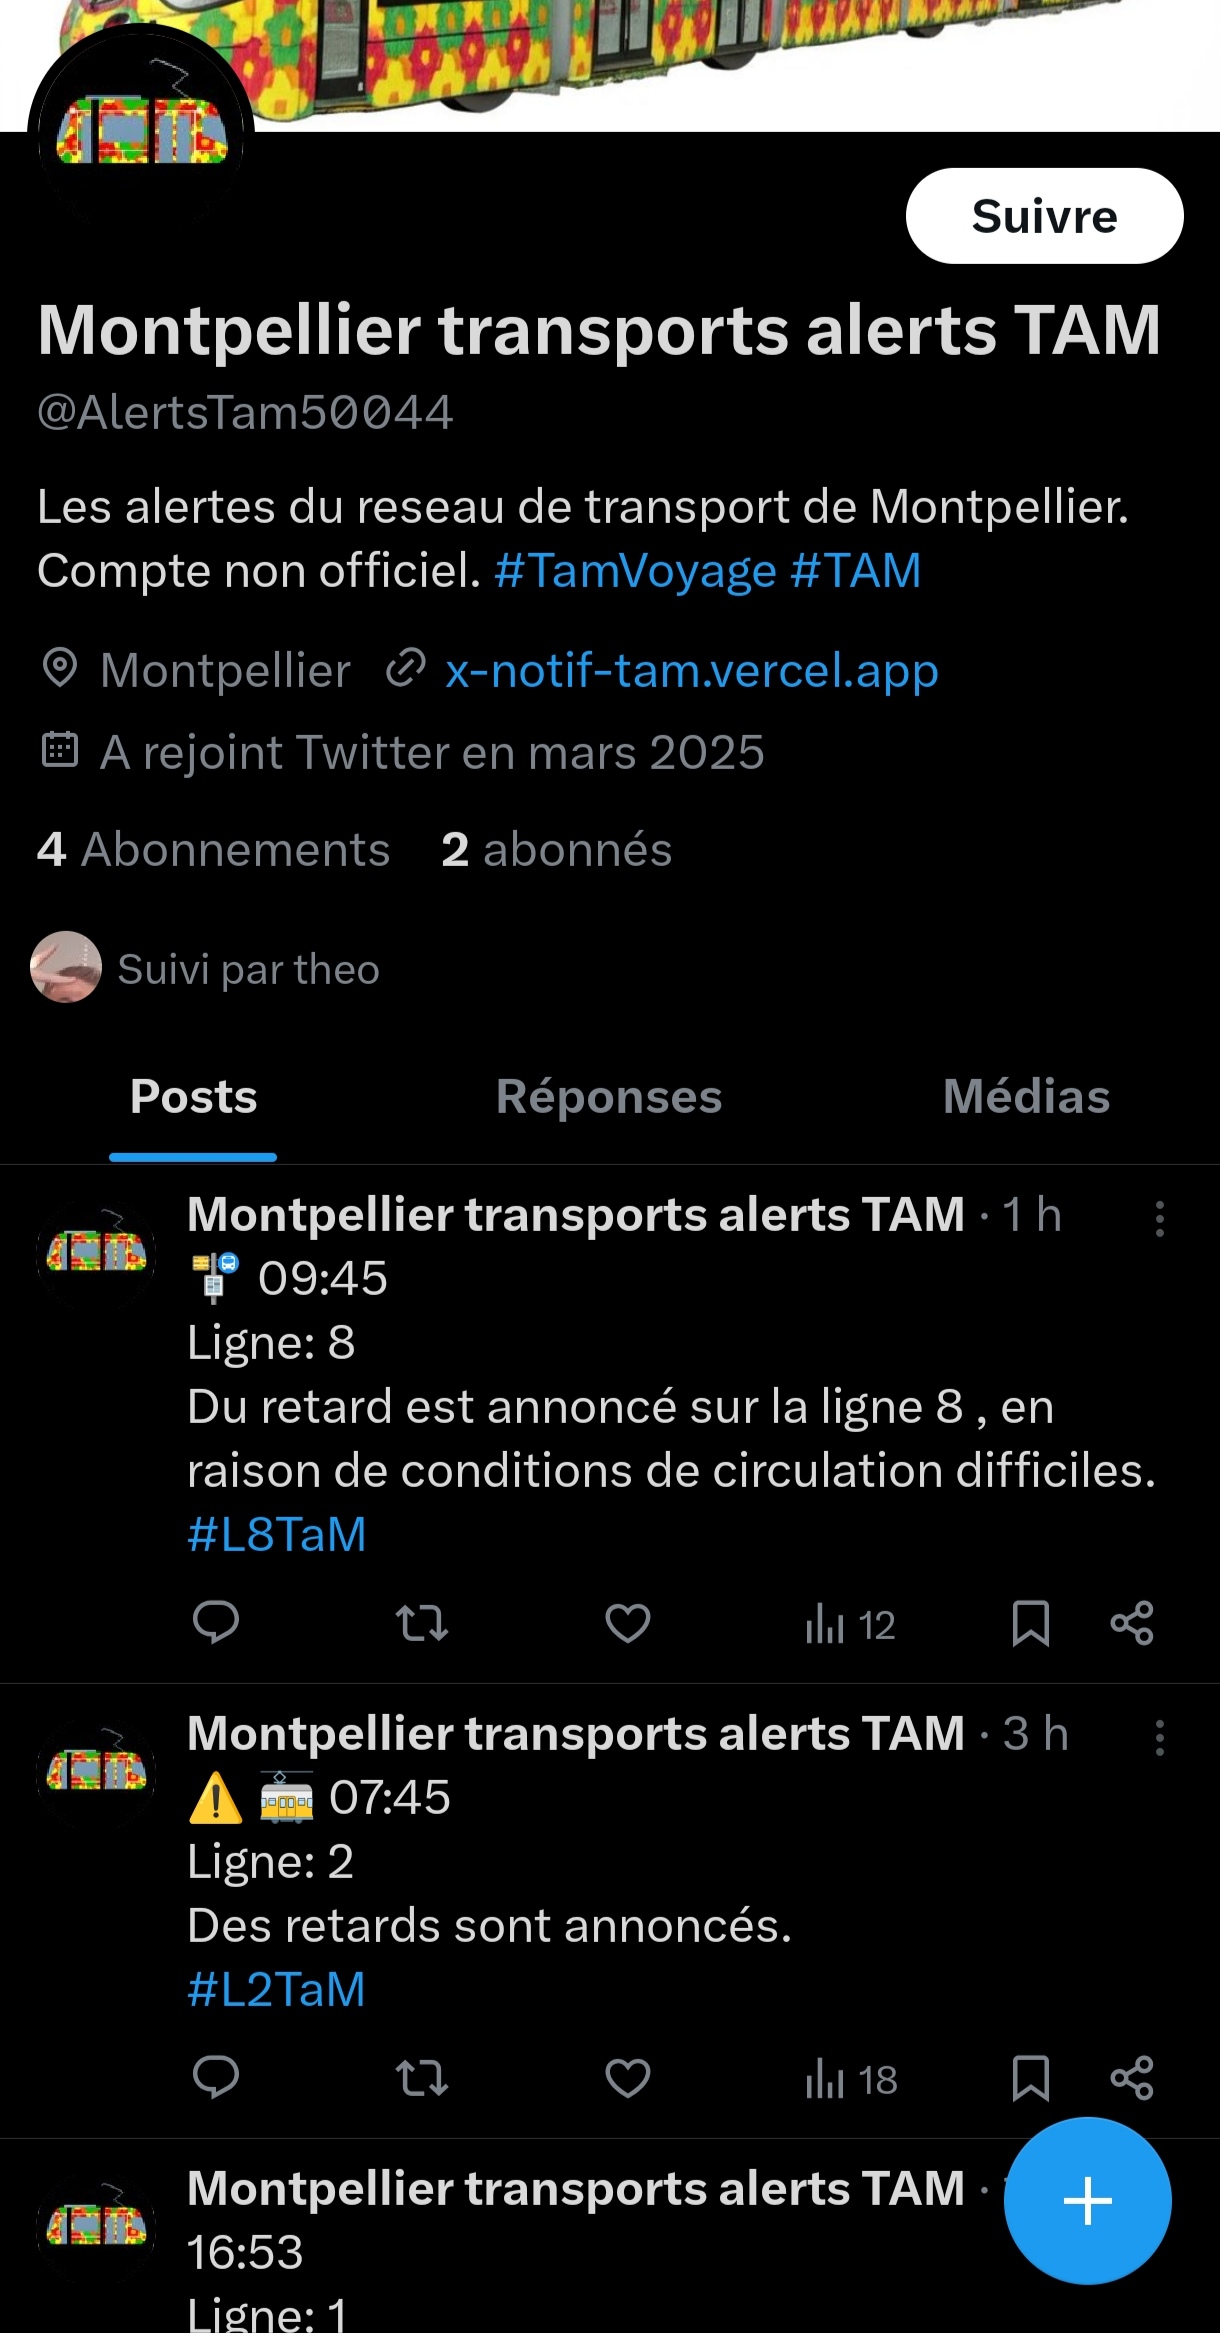 Suivre
Montpellier transports alerts TAM
@AlertsTam50044
Les alertes du reseau de transport de Montpellier.
Compte non officiel. #TamVoyage #TAM
Montpellier x-notif-tam.vercel.app
A rejoint Twitter en mars 2025
4 Abonnements 2 abonnés
Suivi par theo
Posts Réponses Médias
Montpellier transports alerts TAM · 1 h
🚏 09:45
Ligne: 8
Du retard est annoncé sur la ligne 8 , en
raison de conditions de circulation difficiles.
#L8TaM
12
Montpellier transports alerts TAM · 3 h
⚠️ 🚋 07:45
Ligne: 2
Des retards sont annoncés.
#L2TaM
18
Montpellier transports alerts TAM ·
16:53
Ligne: 1